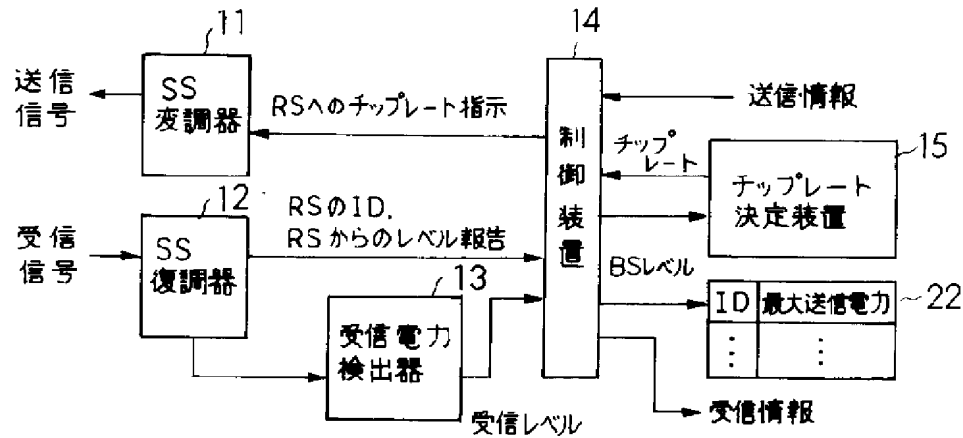 11
SS
変調器
送信
信号
RSへのチップレート指示
14
制御装置
送信情報
チップ
レート
15
チップレート
決定装置
12
SS
復調器
受信
信号
RSのID,
RSからのレベル報告
13
受信電力
検出器
受信レベル
BSレベル
ID 最大送信電力
22
⋮ ⋮
受信情報